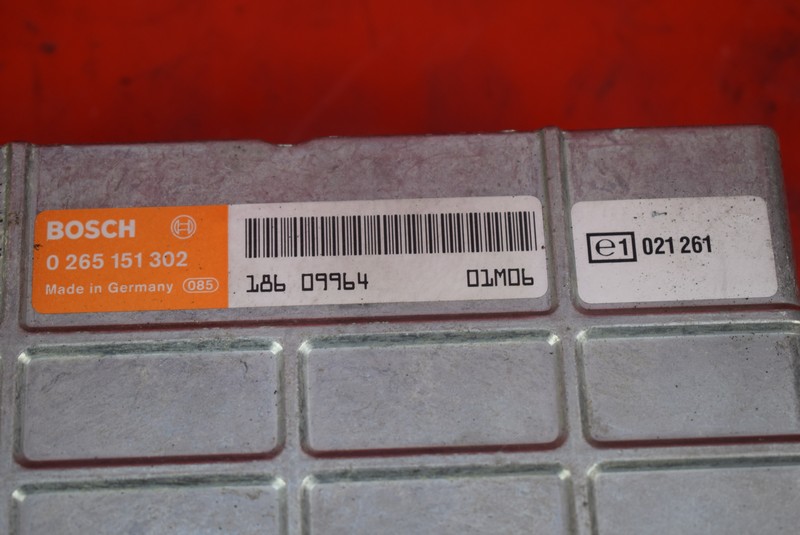 BOSCH
0 265 151 302
Made in Germany 085
186 09964 01M06
e1 021 261